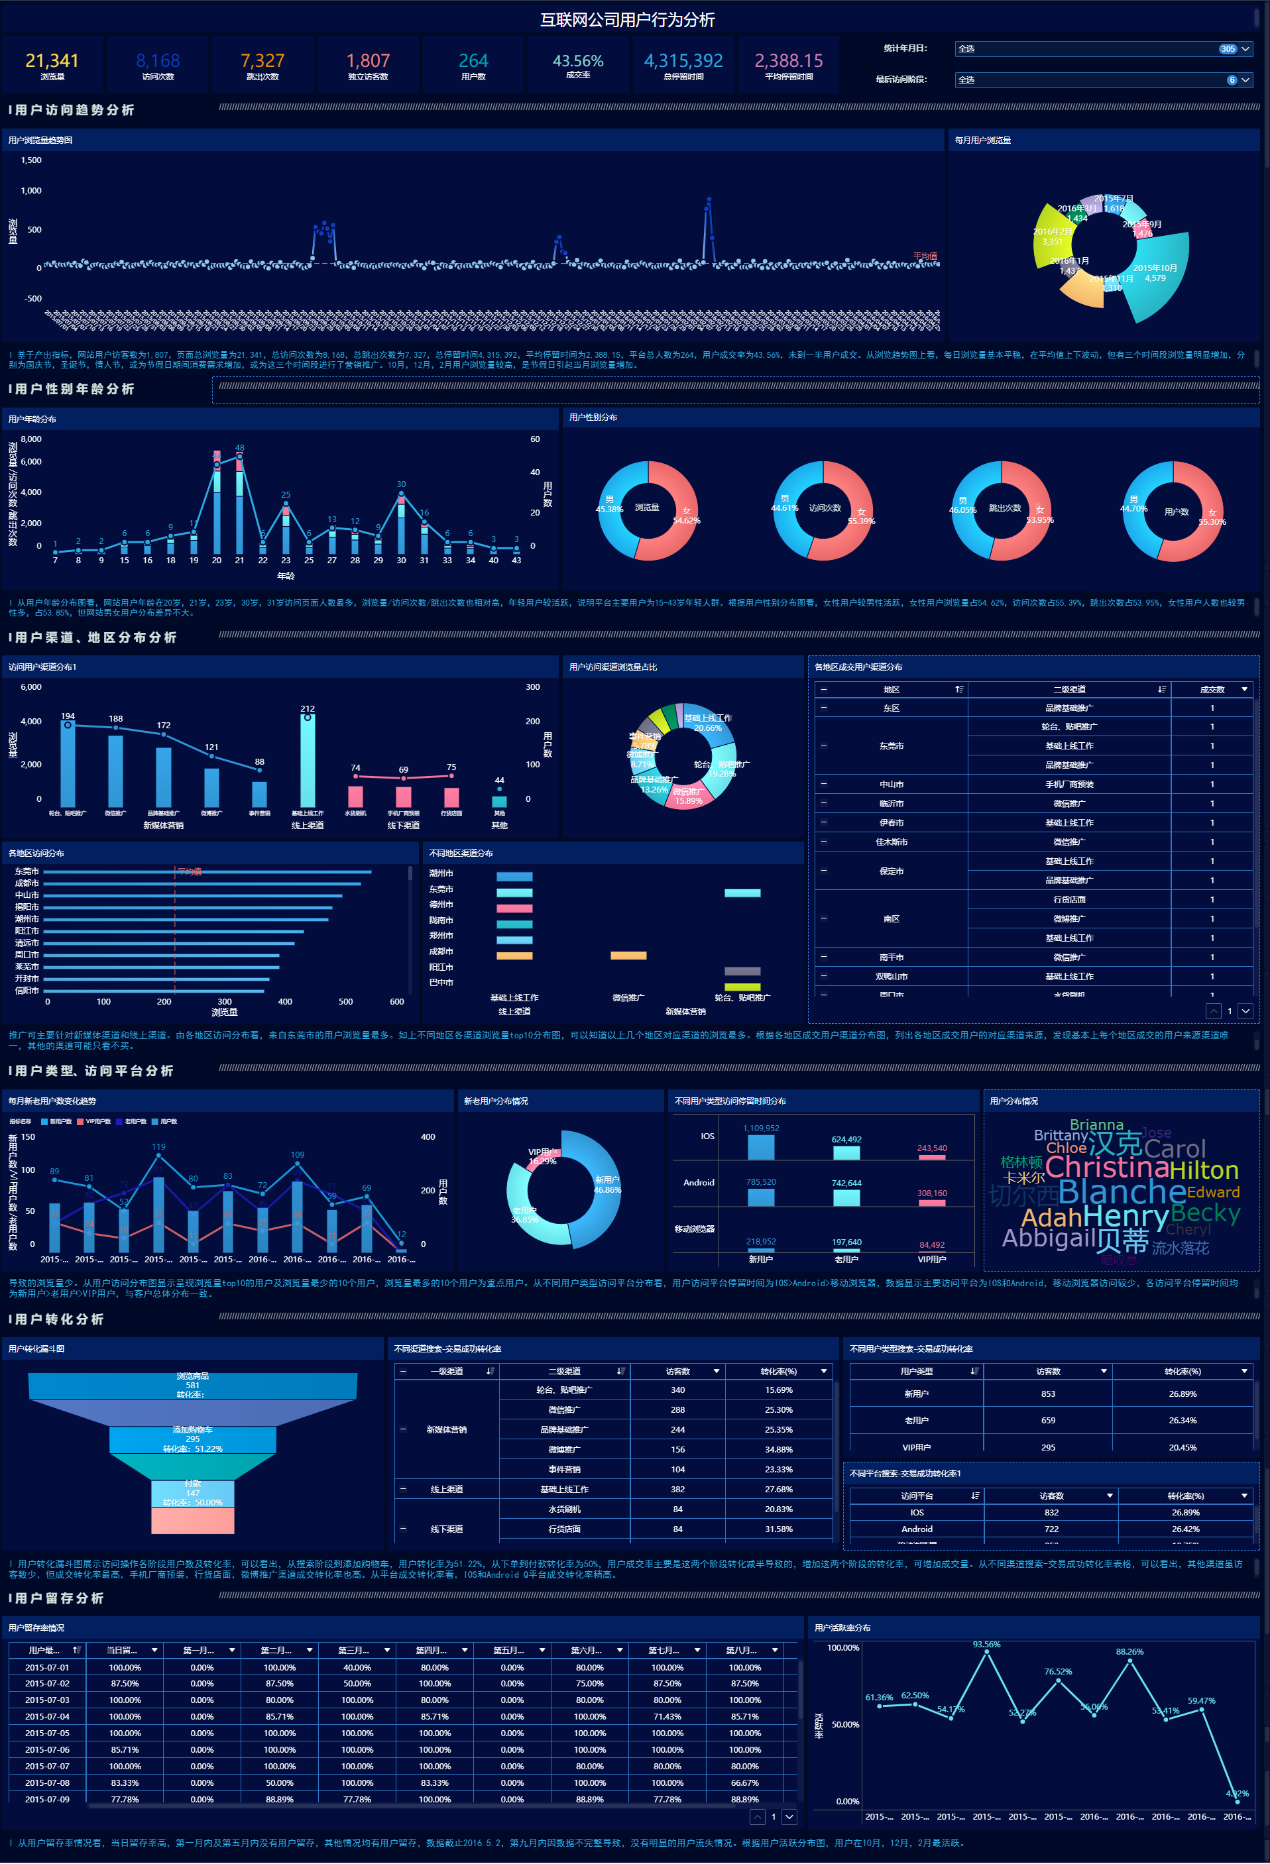 互联网公司用户行为分析
21,341
浏览量
8,168
访问次数
7,327
跳出次数
1,807
独立访客数
264
用户数
43.56%
成交率
4,315,392
总停留时间
2,388.15
平均停留时间
统计年月日:
全选
305
最后访问阶段:
全选
6
用户访问趋势分析
用户浏览量趋势图
1,500
1,000
500
0
-500
浏览量
平均值
每月用户浏览量
2015年7月
1,618
2015年9月
1,476
2015年10月
4,579
2015年11月
1,310
2016年1月
1,437
2016年2月
3,351
2016年3月
1,434
基于产出指标, 网站用户访客数为1,807, 页面总浏览量为21,341, 总访问次数为8,168, 总跳出次数为7,327, 总停留时间4,315,392, 平均停留时间为2,388.15, 平台总人数为264, 用户成交率为43.56%, 未到一半用户成交。从浏览趋势图上看, 每日浏览量基本平稳, 在平均值上下波动, 但有三个时间段浏览量明显增加, 分
别为国庆节, 圣诞节, 情人节, 或为节假日期间消费需求增加, 或为这三个时间段进行了营销推广。10月, 12月, 2月用户浏览量较高, 是节假日引起当月浏览量增加。
用户性别年龄分析
用户年龄分布
8,000
6,000
4,000
2,000
0
浏览量/访问次数/跳出次数
60
40
20
0
用户数
1 2 2 6 6 9 11 48 25 6 13 12 9 30 16 6 6 3 3
7 8 9 15 16 18 19 20 21 22 23 25 27 28 29 30 31 33 34 40 43
年龄
用户性别分布
男
45.38%
浏览量
女
54.62%
男
44.61%
访问次数
女
55.39%
男
46.05%
跳出次数
女
53.95%
男
44.70%
用户数
女
55.30%
从用户年龄分布图看, 网站用户年龄在20岁, 21岁, 23岁, 30岁, 31岁访问页面人数最多, 浏览量/访问次数/跳出次数也相对高, 年轻用户较活跃, 说明平台主要用户为15-43岁年轻人群。根据用户性别分布图看, 女性用户较男性活跃, 女性用户浏览量占54.62%, 访问次数占55.39%, 跳出次数占53.95%, 女性用户人数也较男
性多, 占53.85%, 但网站男女用户分布差异不大。
用户渠道、地区分布分析
访问用户渠道分布1
6,000
4,000
2,000
0
浏览量
300
200
100
0
用户数
194 188 172 121 88 212 74 69 75 44
轮台、贴吧推广 微信推广 品牌基础推广 微博推广 事件营销 基础上线工作 水货刷机 手机厂商预装 行货店面 其他
新媒体营销 线上渠道 线下渠道 其他
用户访问渠道浏览量占比
基础上线工作
20.66%
轮台、贴吧推广
19.28%
微信推广
15.89%
品牌基础推广
13.26%
微博推广
8.71%
事件营销
各地区成交用户渠道分布
地区 二级渠道 成交数
东区 品牌基础推广 1
东莞市 轮台、贴吧推广 1
基础上线工作 1
品牌基础推广 1
中山市 手机厂商预装 1
临沂市 微信推广 1
伊春市 基础上线工作 1
佳木斯市 微信推广 1
保定市 基础上线工作 1
品牌基础推广 1
南区 行货店面 1
微博推广 1
基础上线工作 1
南平市 微信推广 1
双鸭山市 基础上线工作 1
周口市 水货刷机 1
1
各地区访问分布
东莞市
成都市
中山市
揭阳市
潮州市
阳江市
清远市
周口市
莱芜市
开封市
信阳市
平均值
0 100 200 300 400 500 600
浏览量
不同地区渠道分布
潮州市
东莞市
德州市
陇南市
郑州市
成都市
阳江市
巴中市
基础上线工作 微信推广 轮台、贴吧推广
线上渠道 新媒体营销
推广可主要针对新媒体渠道和线上渠道。由各地区访问分布看, 来自东莞市的用户浏览量最多。如上不同地区各渠道浏览量top10分布图, 可以知道以上几个地区对应渠道的浏览最多。根据各地区成交用户渠道分布图, 列出各地区成交用户的对应渠道来源, 发现基本上每个地区成交的用户来源渠道唯
一, 其他的渠道可能只看不买。
用户类型、访问平台分析
每月新老用户数变化趋势
指标名称 新用户数 VIP用户数 老用户数 用户数
150
100
50
0
新用户数/VIP用户数/老用户数
400
200
0
用户数
89 81 52 119 80 83 72 109 59 69 12
2015-... 2015-... 2015-... 2015-... 2015-... 2015-... 2016-... 2016-... 2016-... 2016-... 2016-...
新老用户分布情况
VIP用户
16.29%
新用户
46.86%
老用户
36.85%
不同用户类型访问停留时间分布
IOS
1,109,952 624,492 243,540
Android
785,520 742,644 308,160
移动浏览器
218,952 197,640 84,492
新用户 老用户 VIP用户
用户分布情况
Brianna
Brittany
汉克
Jose
Chloe
Carol
格林顿
Christina
Hilton
卡米尔
切尔西
Blanche
Edward
Adah
Henry
Becky
Cheryl
Abbigail
贝蒂
流水落花
导致的浏览量少。从用户访问分布图显示呈现浏览量top10的用户及浏览量最少的10个用户, 浏览量最多的10个用户为重点用户。从不同用户类型访问平台分布看, 用户访问平台停留时间为IOS>Android>移动浏览器, 数据显示主要访问平台为IOS和Android, 移动浏览器访问较少, 各访问平台停留时间均
为新用户>老用户>VIP用户, 与客户总体分布一致。
用户转化分析
用户转化漏斗图
浏览商品
581
转化率:
添加购物车
295
转化率: 51.22%
付款
147
转化率: 50.00%
不同渠道搜索-交易成功转化率
一级渠道 二级渠道 访客数 转化率(%)
新媒体营销 轮台、贴吧推广 340 15.69%
微信推广 288 25.30%
品牌基础推广 244 25.35%
微博推广 156 34.88%
事件营销 104 23.33%
线上渠道 基础上线工作 382 27.68%
线下渠道 水货刷机 84 20.83%
行货店面 84 31.58%
不同用户类型搜索-交易成功转化率
用户类型 访客数 转化率(%)
新用户 853 26.89%
老用户 659 26.34%
VIP用户 295 20.45%
不同平台搜索-交易成功转化率1
访问平台 访客数 转化率(%)
IOS 832 26.89%
Android 722 26.42%
用户转化漏斗图展示访问操作各阶段用户数及转化率, 可以看出, 从搜索阶段到添加购物车, 用户转化率为51.22%, 从下单到付款转化率为50%, 用户成交率主要是这两个阶段转化减半导致的, 增加这两个阶段的转化率, 可增加成交量。从不同渠道搜索-交易成功转化率表格, 可以看出, 其他渠道虽访
客数少, 但成交转化率最高, 手机厂商预装, 行货店面, 微博推广渠道成交转化率也高。从平台成交转化率看, IOS和Android Q平台成交转化率稍高。
用户留存分析
用户留存率情况
用户最... 当日留... 第一月... 第二月... 第三月... 第四月... 第五月... 第六月... 第七月... 第八月...
2015-07-01 100.00% 0.00% 100.00% 40.00% 80.00% 0.00% 80.00% 100.00% 100.00%
2015-07-02 87.50% 0.00% 87.50% 50.00% 100.00% 0.00% 75.00% 87.50% 87.50%
2015-07-03 100.00% 0.00% 80.00% 100.00% 80.00% 0.00% 80.00% 80.00% 100.00%
2015-07-04 100.00% 0.00% 85.71% 100.00% 85.71% 0.00% 100.00% 71.43% 85.71%
2015-07-05 100.00% 0.00% 100.00% 100.00% 100.00% 0.00% 100.00% 100.00% 100.00%
2015-07-06 85.71% 0.00% 100.00% 100.00% 100.00% 0.00% 100.00% 100.00% 100.00%
2015-07-07 100.00% 0.00% 80.00% 100.00% 100.00% 0.00% 80.00% 80.00% 80.00%
2015-07-08 83.33% 0.00% 50.00% 100.00% 83.33% 0.00% 100.00% 100.00% 66.67%
2015-07-09 77.78% 0.00% 88.89% 77.78% 100.00% 0.00% 88.89% 77.78% 88.89%
1
用户活跃率分布
100.00%
50.00%
0.00%
活跃率
61.36% 62.50% 54.17% 93.56% 52.27% 76.52% 56.06% 88.26% 53.41% 59.47% 4.92%
2015-... 2015-... 2015-... 2015-... 2015-... 2015-... 2016-... 2016-... 2016-... 2016-... 2016-...
从用户留存率情况看, 当日留存率高, 第一月内及第五月内没有用户留存, 其他情况均有用户留存, 数据截止2016.5.2, 第九月内因数据不完整导致, 没有明显的用户流失情况。根据用户活跃分布图, 用户在10月, 12月, 2月最活跃。